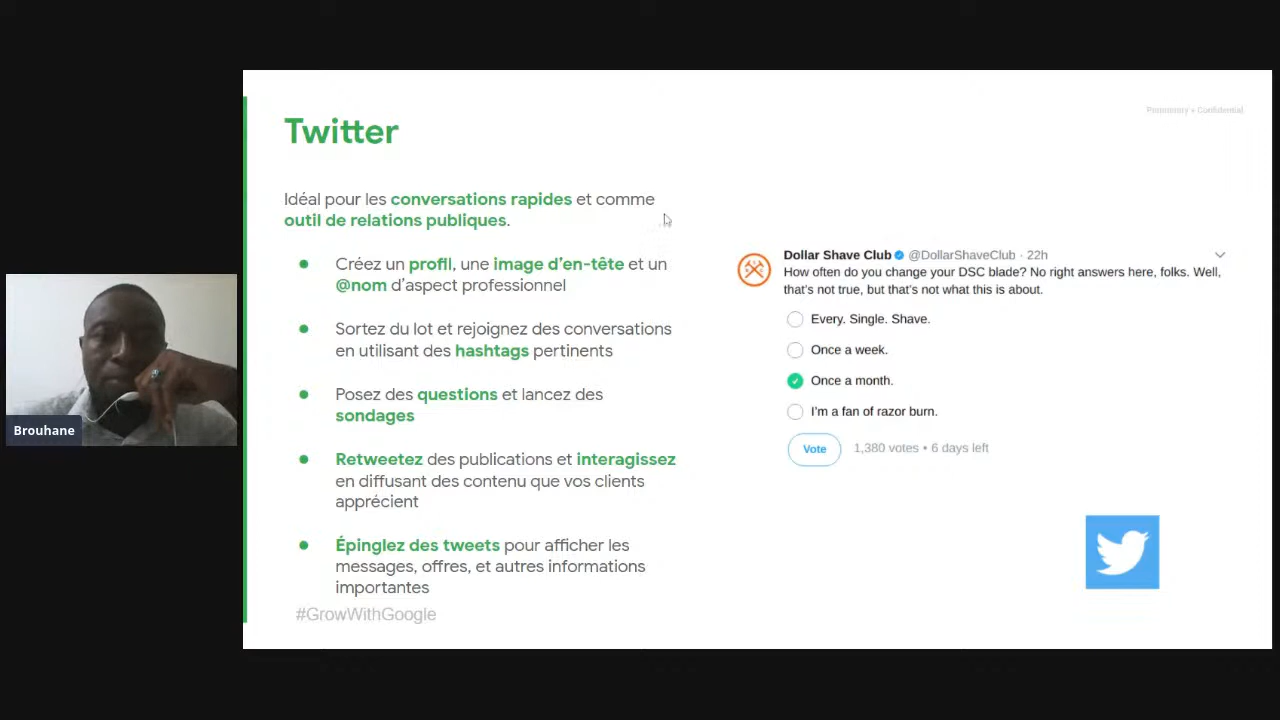 Twitter
Proprietary + Confidential
Idéal pour les conversations rapides et comme
outil de relations publiques.
Créez un profil, une image d'en-tête et un
@nom d'aspect professionnel
Sortez du lot et rejoignez des conversations
en utilisant des hashtags pertinents
Posez des questions et lancez des
sondages
Retweetez des publications et interagissez
en diffusant des contenu que vos clients
apprécient
Épinglez des tweets pour afficher les
messages, offres, et autres informations
importantes
#GrowWithGoogle
Dollar Shave Club @DollarShaveClub · 22h
How often do you change your DSC blade? No right answers here, folks. Well,
that's not true, but that's not what this is about.
Every. Single. Shave.
Once a week.
Once a month.
I'm a fan of razor burn.
Vote 1,380 votes • 6 days left
Brouhane